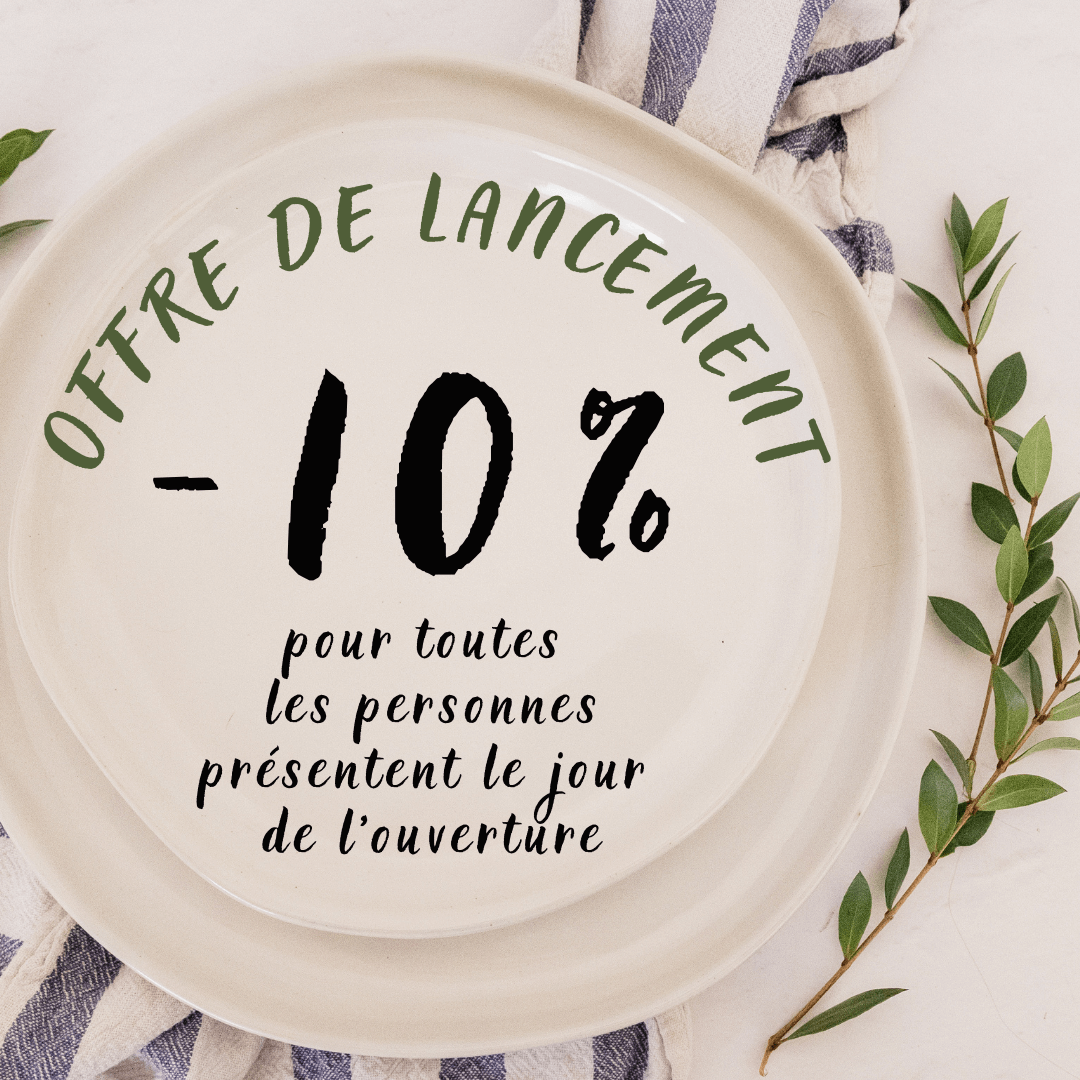 OFFRE DE LANCEMENT
- 10%
pour toutes
les personnes
présentent le jour
de l'ouverture